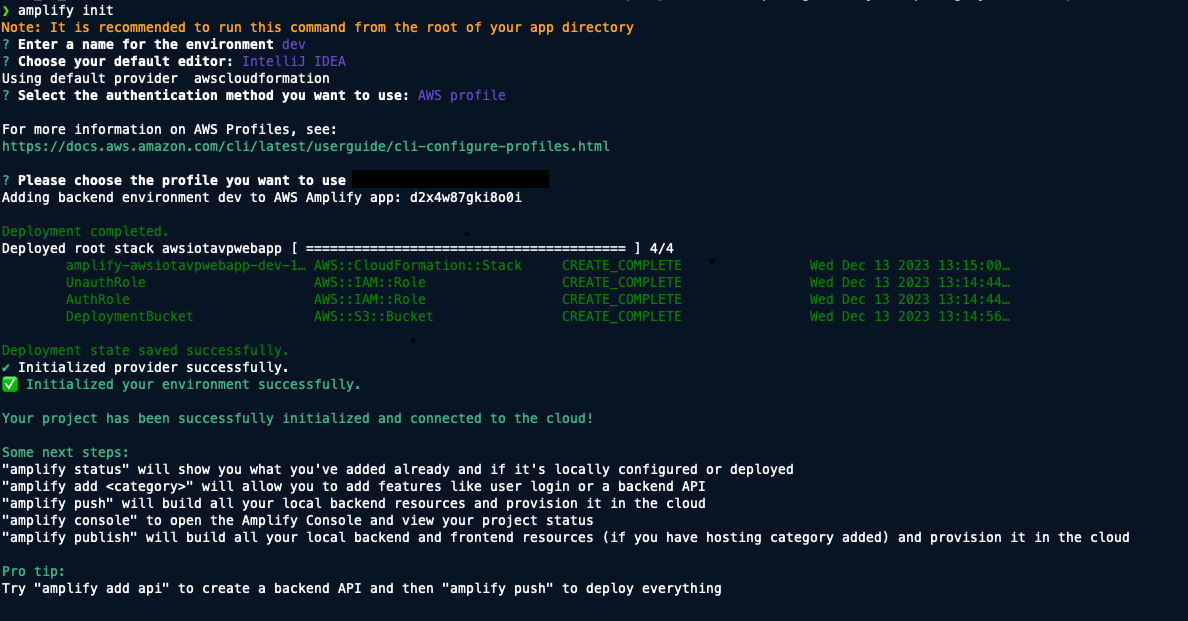 ❯ amplify init
Note: It is recommended to run this command from the root of your app directory
? Enter a name for the environment dev
? Choose your default editor: IntelliJ IDEA
Using default provider  awscloudformation
? Select the authentication method you want to use: AWS profile
For more information on AWS Profiles, see:
https://docs.aws.amazon.com/cli/latest/userguide/cli-configure-profiles.html
? Please choose the profile you want to use
Adding backend environment dev to AWS Amplify app: d2x4w87gki8o0i
Deployment completed.
Deployed root stack awsiotavpwebapp [ ======================================== ] 4/4
amplify-awsiotavpwebapp-dev-1… AWS::CloudFormation::Stack CREATE_COMPLETE Wed Dec 13 2023 13:15:00…
UnauthRole AWS::IAM::Role CREATE_COMPLETE Wed Dec 13 2023 13:14:44…
AuthRole AWS::IAM::Role CREATE_COMPLETE Wed Dec 13 2023 13:14:44…
DeploymentBucket AWS::S3::Bucket CREATE_COMPLETE Wed Dec 13 2023 13:14:56…
Deployment state saved successfully.
✔ Initialized provider successfully.
✅ Initialized your environment successfully.
Your project has been successfully initialized and connected to the cloud!
Some next steps:
"amplify status" will show you what you've added already and if it's locally configured or deployed
"amplify add <category>" will allow you to add features like user login or a backend API
"amplify push" will build all your local backend resources and provision it in the cloud
"amplify console" to open the Amplify Console and view your project status
"amplify publish" will build all your local backend and frontend resources (if you have hosting category added) and provision it in the cloud
Pro tip:
Try "amplify add api" to create a backend API and then "amplify push" to deploy everything